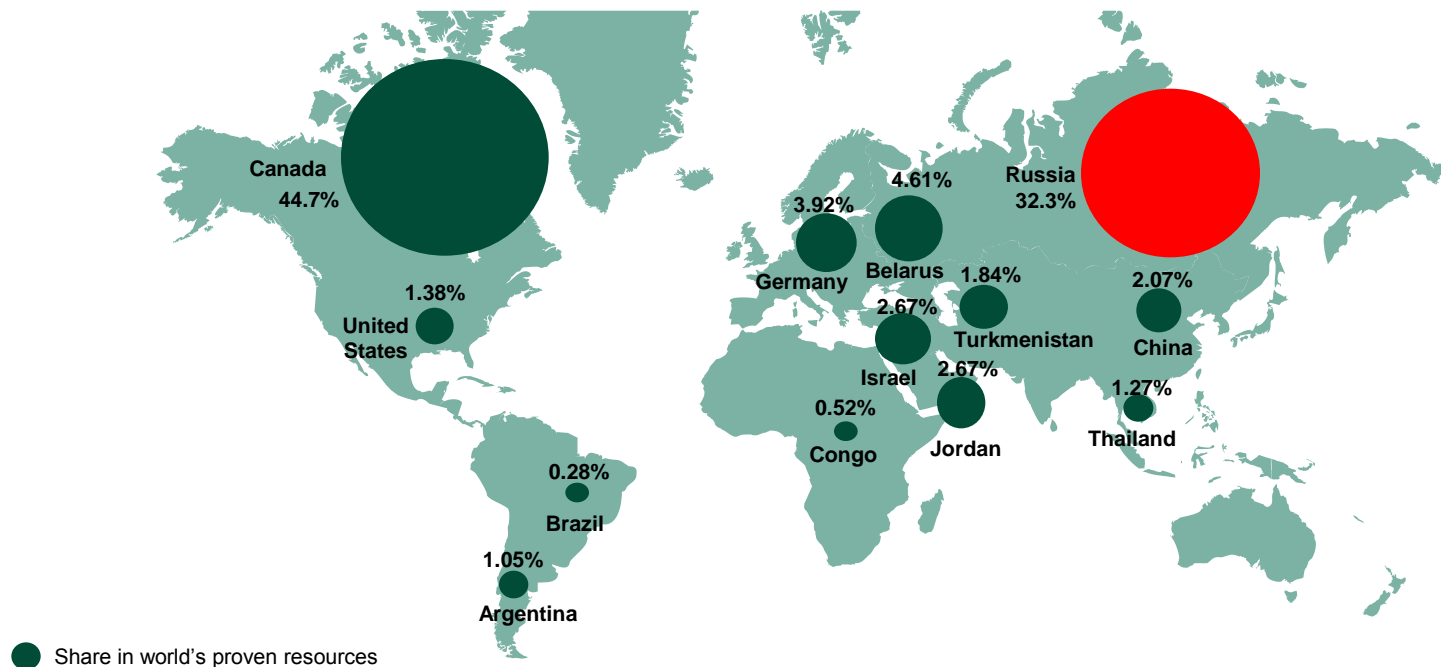 Canada
44.7%
Russia
32.3%
4.61%
Belarus
3.92%
Germany
1.38%
United
States
2.67%
Israel
1.84%
Turkmenistan
2.07%
China
2.67%
Jordan
1.27%
Thailand
0.52%
Congo
0.28%
Brazil
1.05%
Argentina
Share in world's proven resources